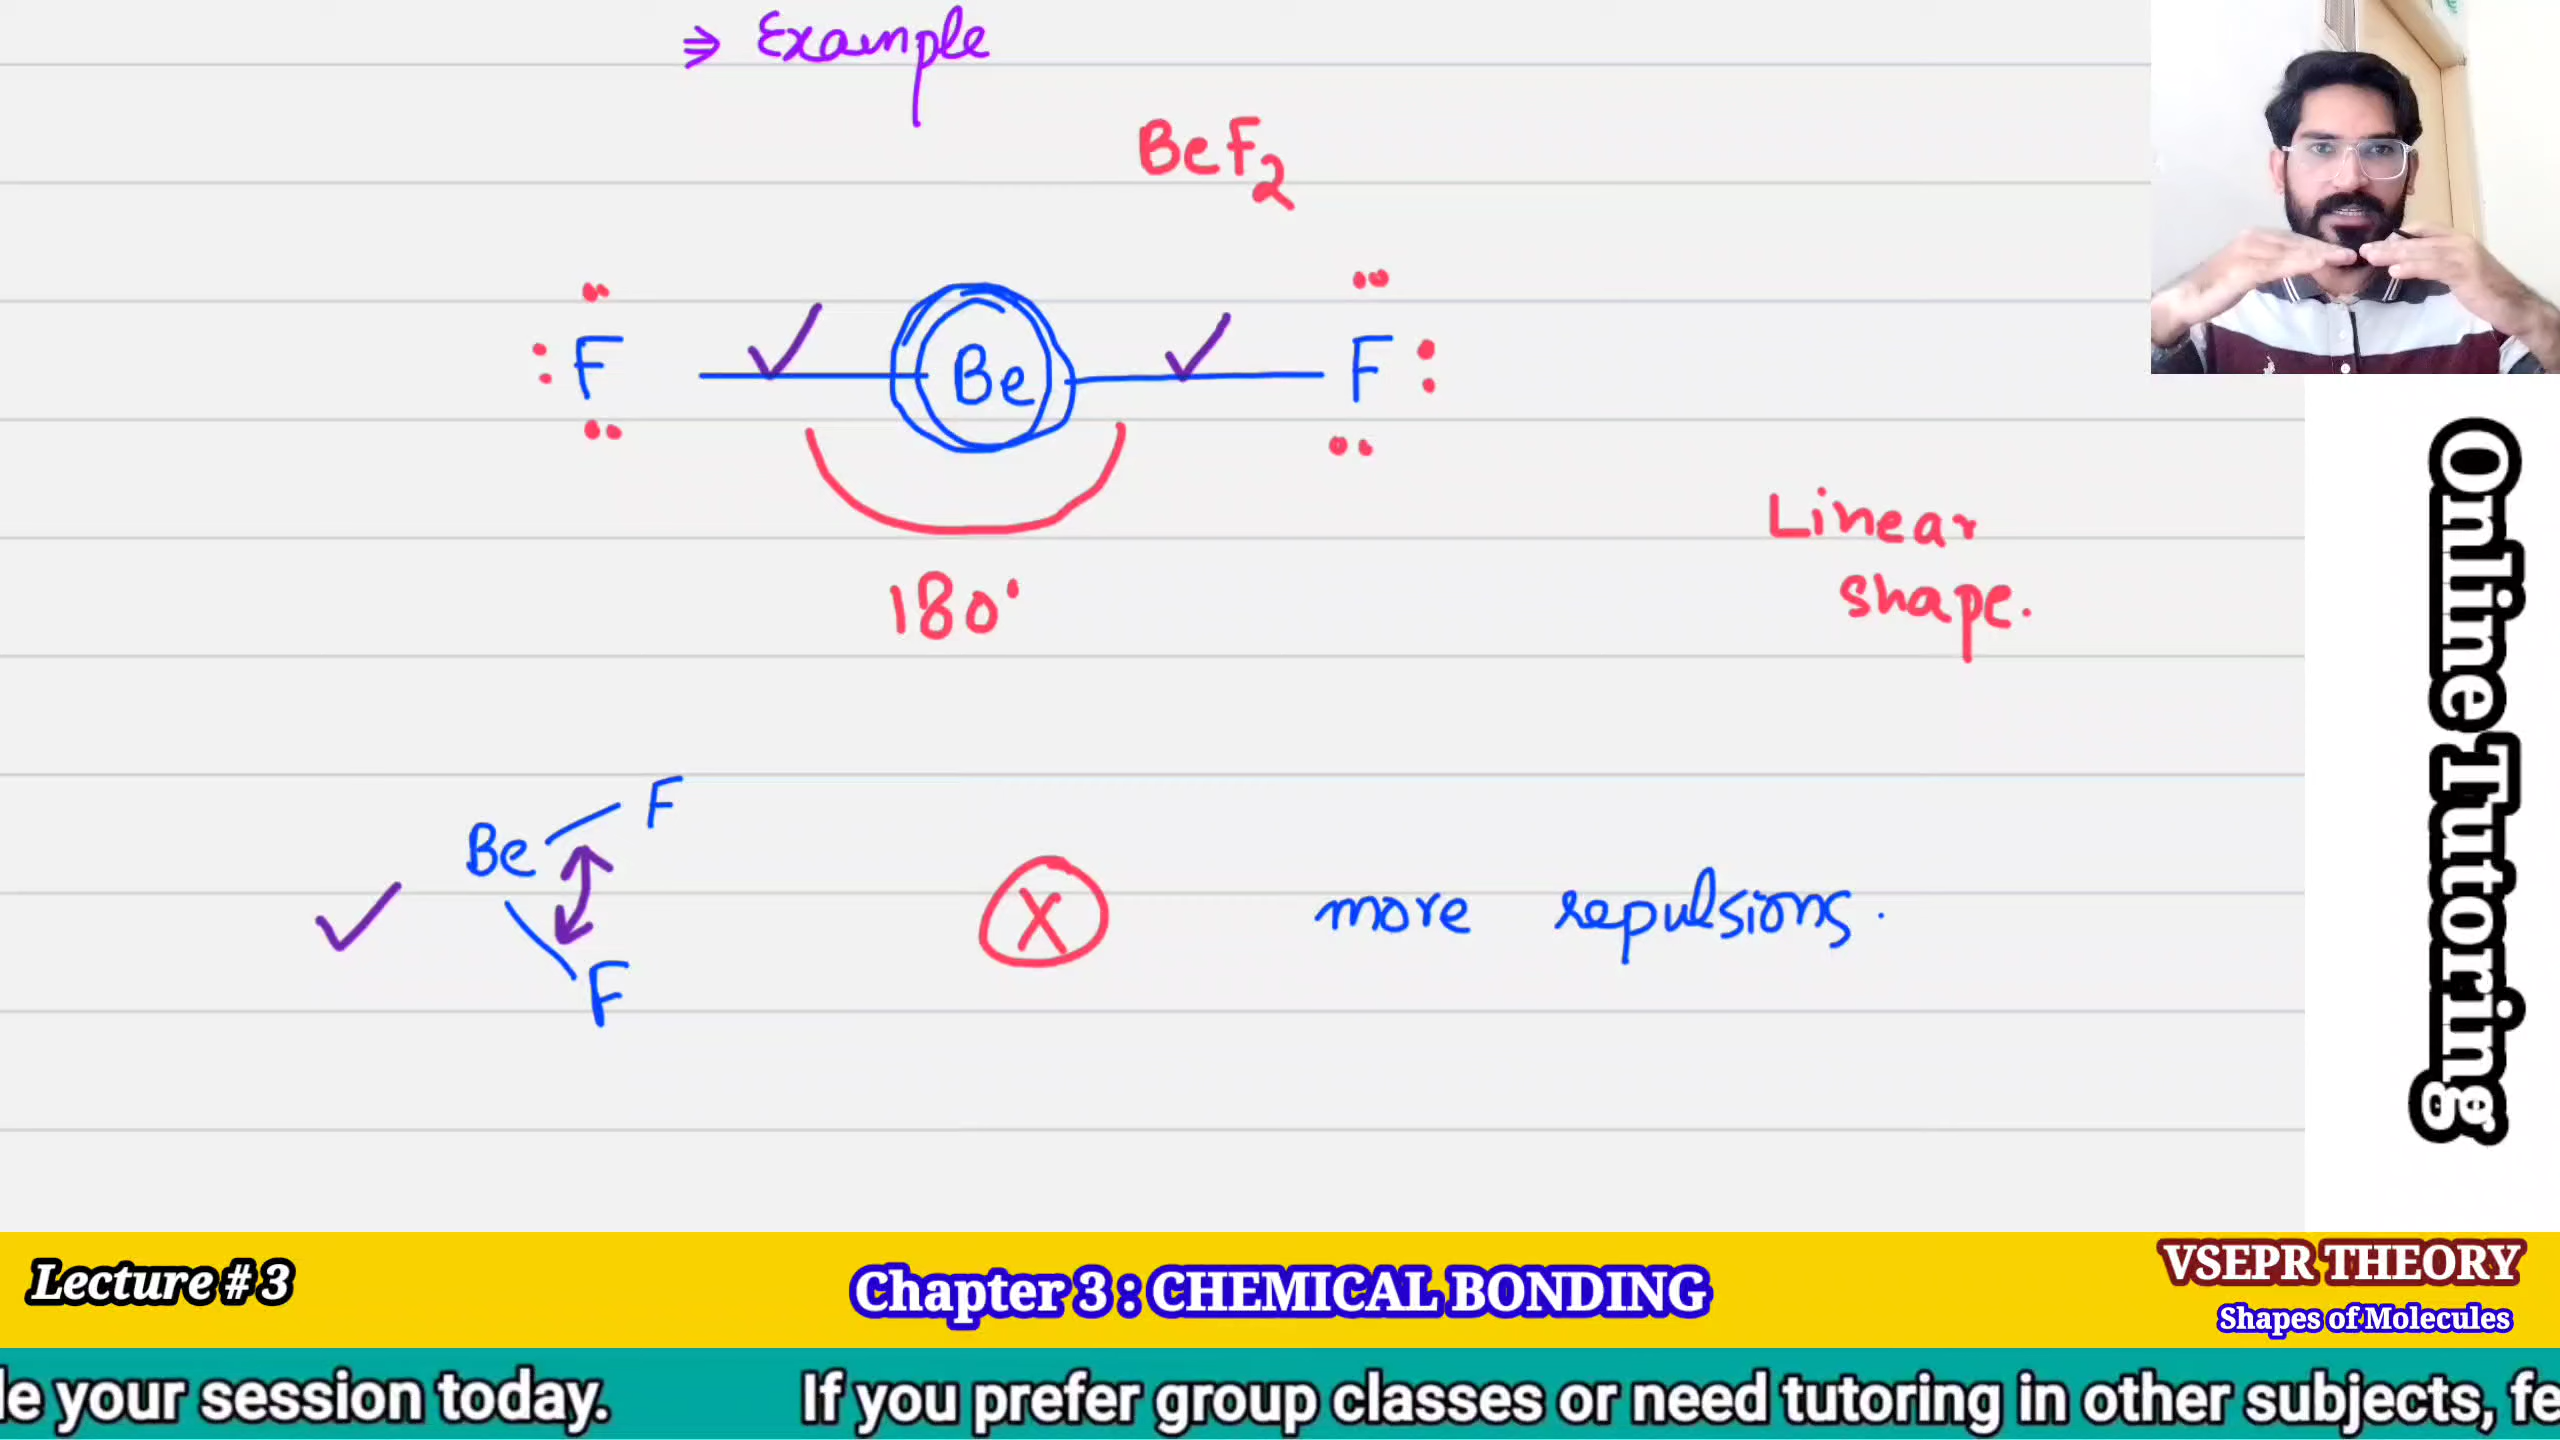 ⇒ Example
BeF2
F Be F
180°
Linear
shape.
Be F
F
X more repulsions.
Online Tutoring
Lecture # 3
Chapter 3 : CHEMICAL BONDING
VSEPR THEORY
Shapes of Molecules
le your session today. If you prefer group classes or need tutoring in other subjects, fe